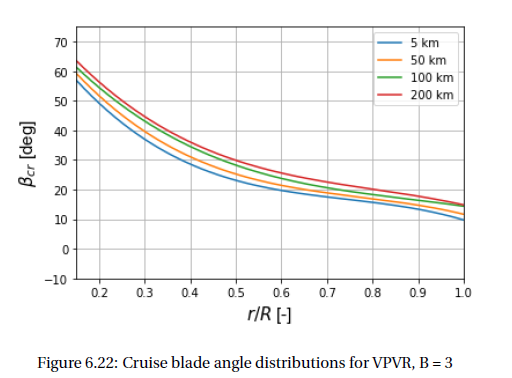 70
60
50
40
30
20
10
0
−10
β_cr [deg]
5 km
50 km
100 km
200 km
0.2 0.3 0.4 0.5 0.6 0.7 0.8 0.9 1.0
r/R [-]
Figure 6.22: Cruise blade angle distributions for VPVR, B = 3